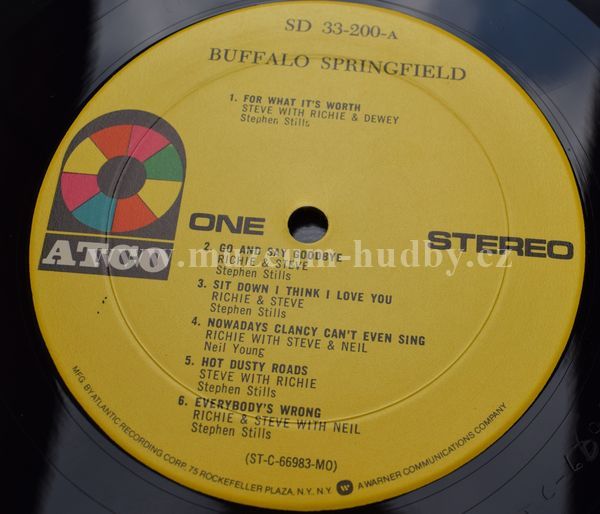 SD 33-200-A
BUFFALO SPRINGFIELD
1. FOR WHAT IT'S WORTH
STEVE WITH RICHIE & DEWEY
Stephen Stills
ATCO
ONE
STEREO
www.muzeum-hudby.cz
2. GO AND SAY GOODBYE
RICHIE & STEVE
Stephen Stills
3. SIT DOWN I THINK I LOVE YOU
RICHIE & STEVE
Stephen Stills
4. NOWADAYS CLANCY CAN'T EVEN SING
RICHIE WITH STEVE & NEIL
Neil Young
5. HOT DUSTY ROADS
STEVE WITH RICHIE
Stephen Stills
6. EVERYBODY'S WRONG
RICHIE & STEVE WITH NEIL
Stephen Stills
(ST-C-66983-MO)
MFG. BY ATLANTIC RECORDING CORP. 75 ROCKEFELLER PLAZA, N.Y. N.Y. A WARNER COMMUNICATIONS COMPANY